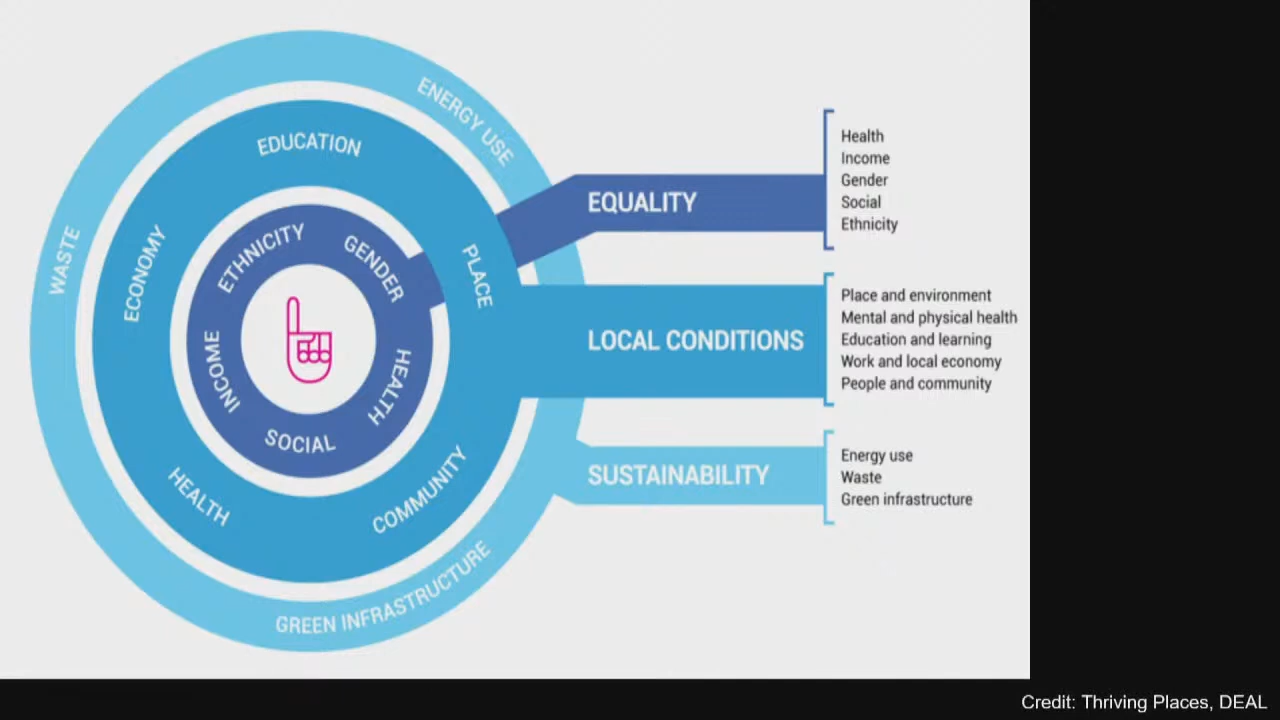 ENERGY USE
EDUCATION
WASTE
ECONOMY
ETHNICITY
GENDER
PLACE
INCOME
HEALTH
SOCIAL
HEALTH
COMMUNITY
GREEN INFRASTRUCTURE
EQUALITY
Health
Income
Gender
Social
Ethnicity
LOCAL CONDITIONS
Place and environment
Mental and physical health
Education and learning
Work and local economy
People and community
SUSTAINABILITY
Energy use
Waste
Green infrastructure
Credit: Thriving Places, DEAL